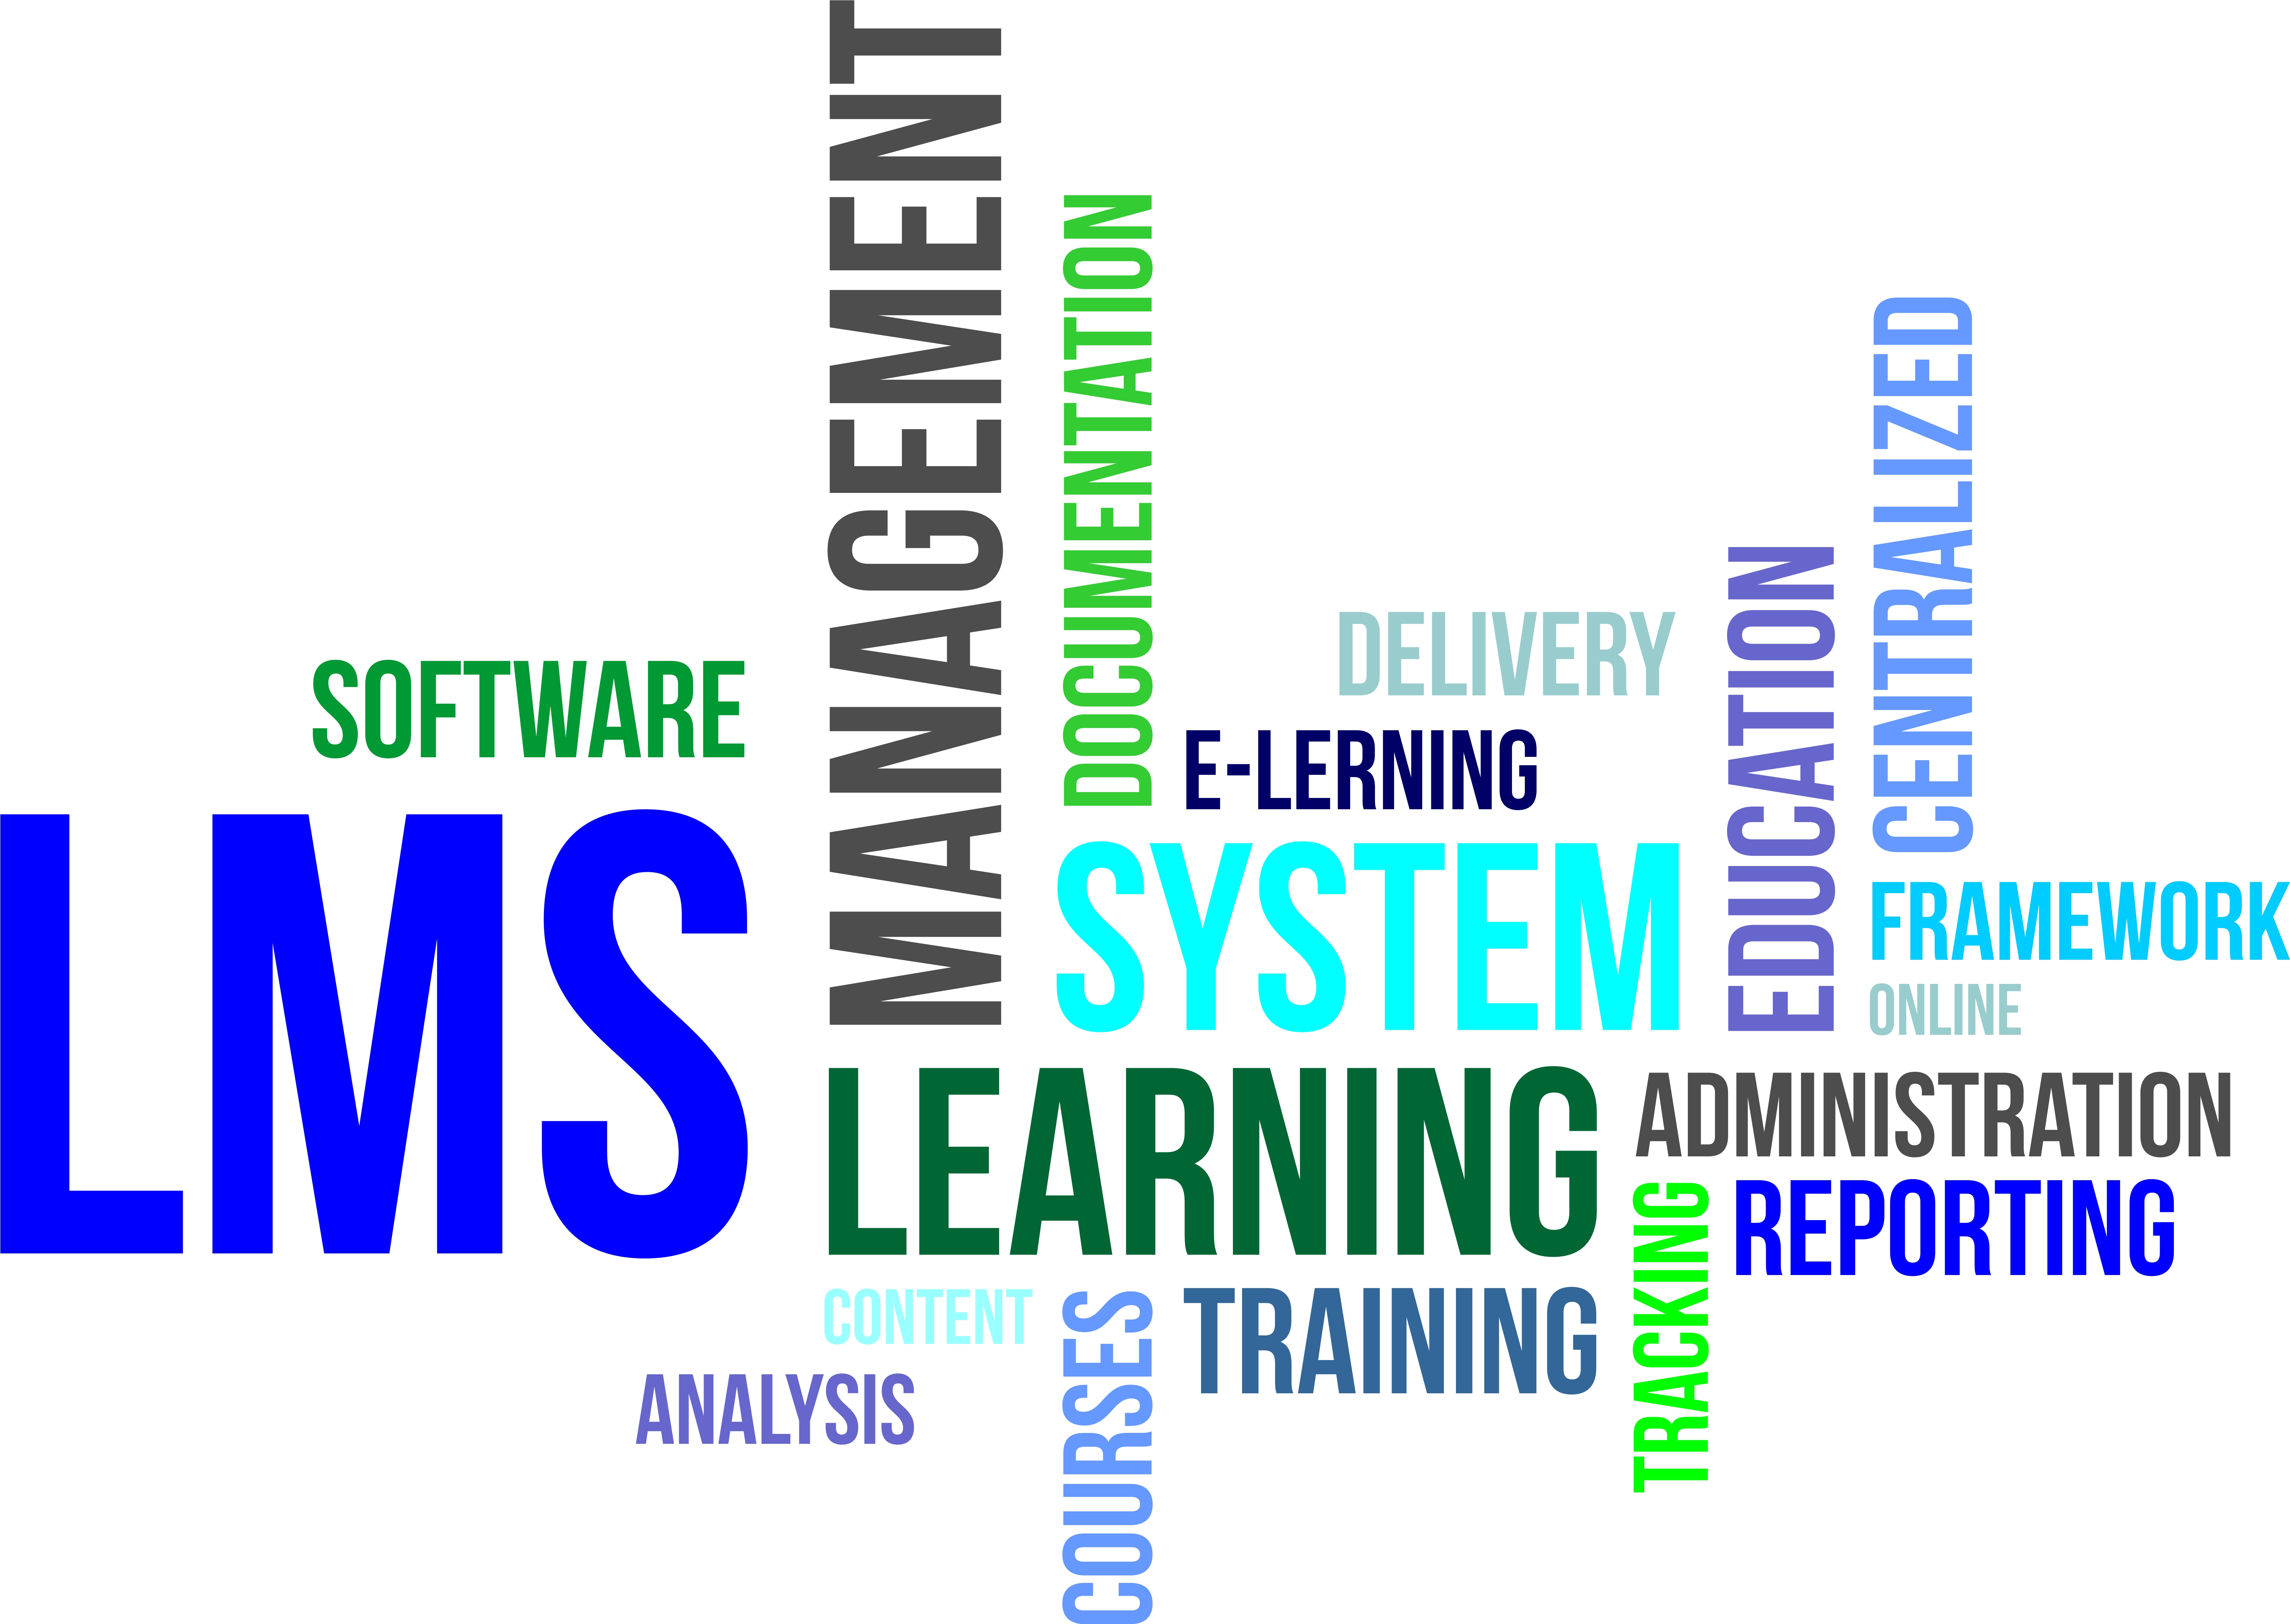 MANAGEMENT
DOCUMENTATION
CENTRALIZED
EDUCATION
DELIVERY
SOFTWARE
E-LERNING
LMS
SYSTEM
FRAMEWORK
ONLINE
LEARNING
ADMINISTRATION
TRACKING
REPORTING
CONTENT
COURSES
TRAINING
ANALYSIS